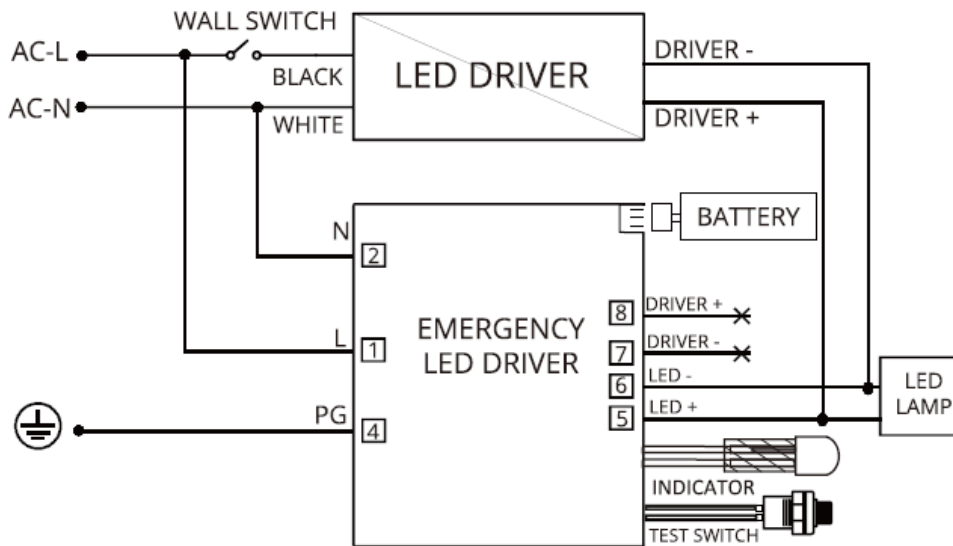 WALL SWITCH
AC-L
BLACK
LED DRIVER
DRIVER -
AC-N
WHITE
DRIVER +
N
2
BATTERY
EMERGENCY
LED DRIVER
8
DRIVER +
L
1
7
DRIVER -
6
LED -
LED
LAMP
PG
4
5
LED +
INDICATOR
TEST SWITCH